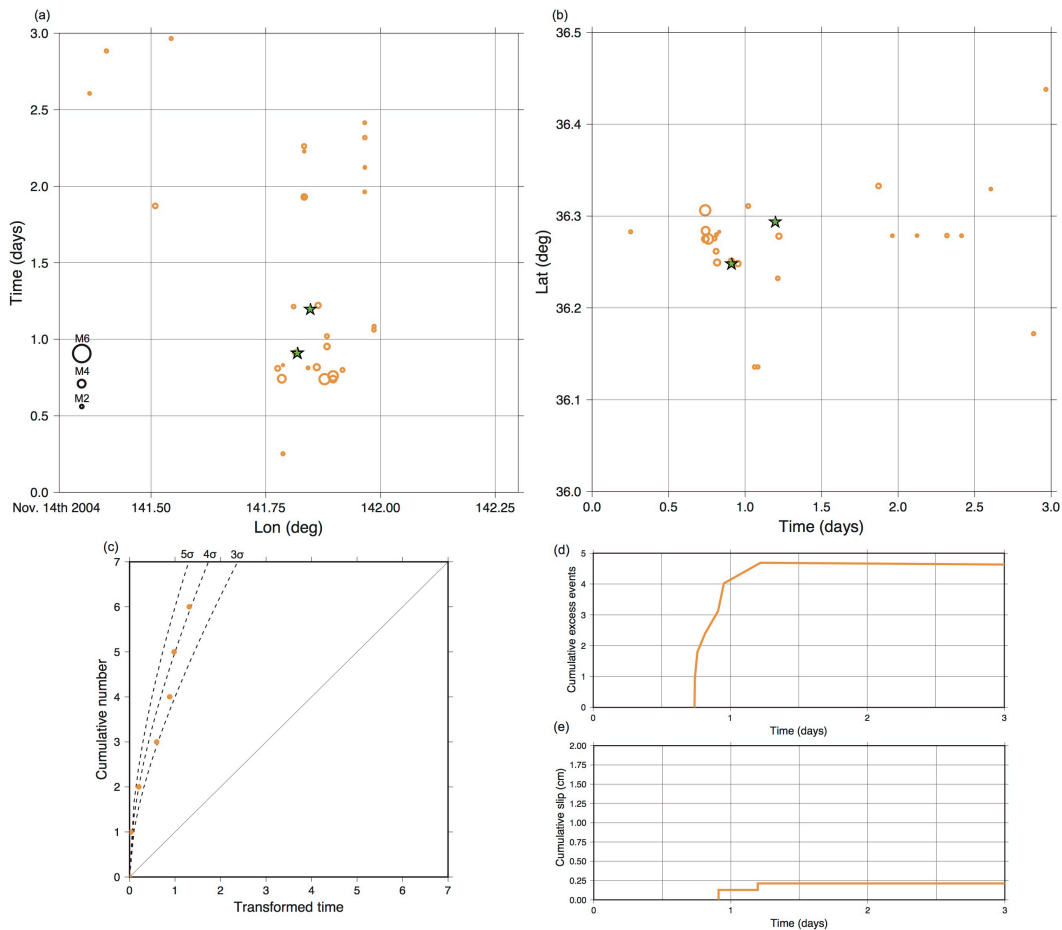 (a)
3.0
2.5
2.0
1.5
1.0
0.5
0.0
Time (days)
M6
M4
M2
Nov. 14th 2004 141.50 141.75 142.00 142.25
Lon (deg)
(b)
36.5
36.4
36.3
36.2
36.1
36.0
Lat (deg)
0.0 0.5 1.0 1.5 2.0 2.5 3.0
Time (days)
(c)
5σ 4σ 3σ
7
6
5
4
3
2
1
0
Cumulative number
0 1 2 3 4 5 6 7
Transformed time
(d)
5
4
3
2
1
0
Cumulative excess events
0 1 2 3
Time (days)
(e)
2.00
1.75
1.50
1.25
1.00
0.75
0.50
0.25
0.00
Cumulative slip (cm)
0 1 2 3
Time (days)